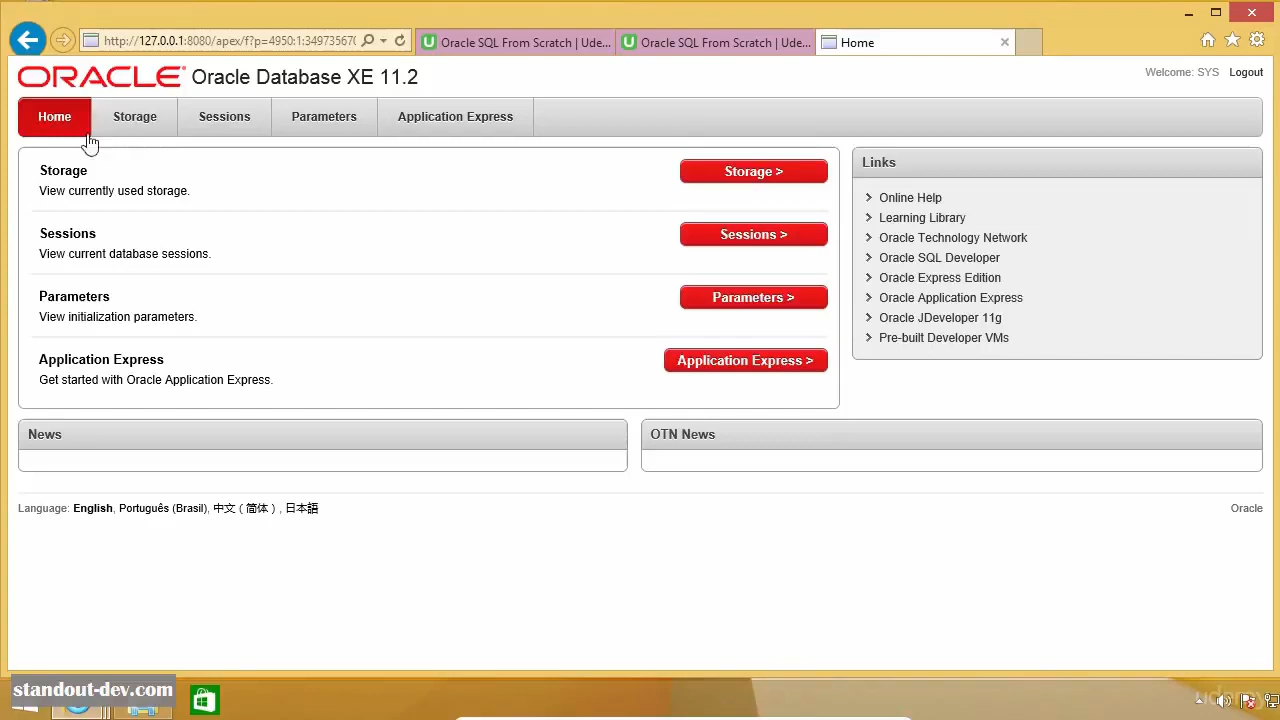 http://127.0.0.1:8080/apex/f?p=4950:1:349735670
Oracle SQL From Scratch | Ude...
Oracle SQL From Scratch | Ude...
Home
ORACLE Oracle Database XE 11.2
Welcome: SYS Logout
Home
Storage
Sessions
Parameters
Application Express
Storage
View currently used storage.
Storage >
Sessions
View current database sessions.
Sessions >
Parameters
View initialization parameters.
Parameters >
Application Express
Get started with Oracle Application Express.
Application Express >
Links
Online Help
Learning Library
Oracle Technology Network
Oracle SQL Developer
Oracle Express Edition
Oracle Application Express
Oracle JDeveloper 11g
Pre-built Developer VMs
News
OTN News
Language: English, Português (Brasil), 中文（简体）, 日本語
Oracle
standout-dev.com
udemy